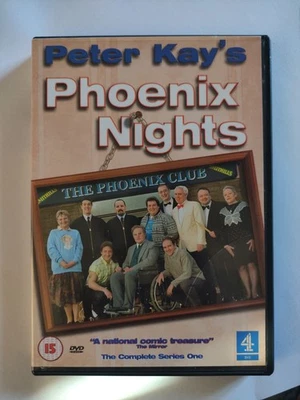 Peter Kay's
Phoenix
Nights
THE PHOENIX CLUB
"A national comic treasure"
The Mirror
15
DVD
The Complete Series One
4